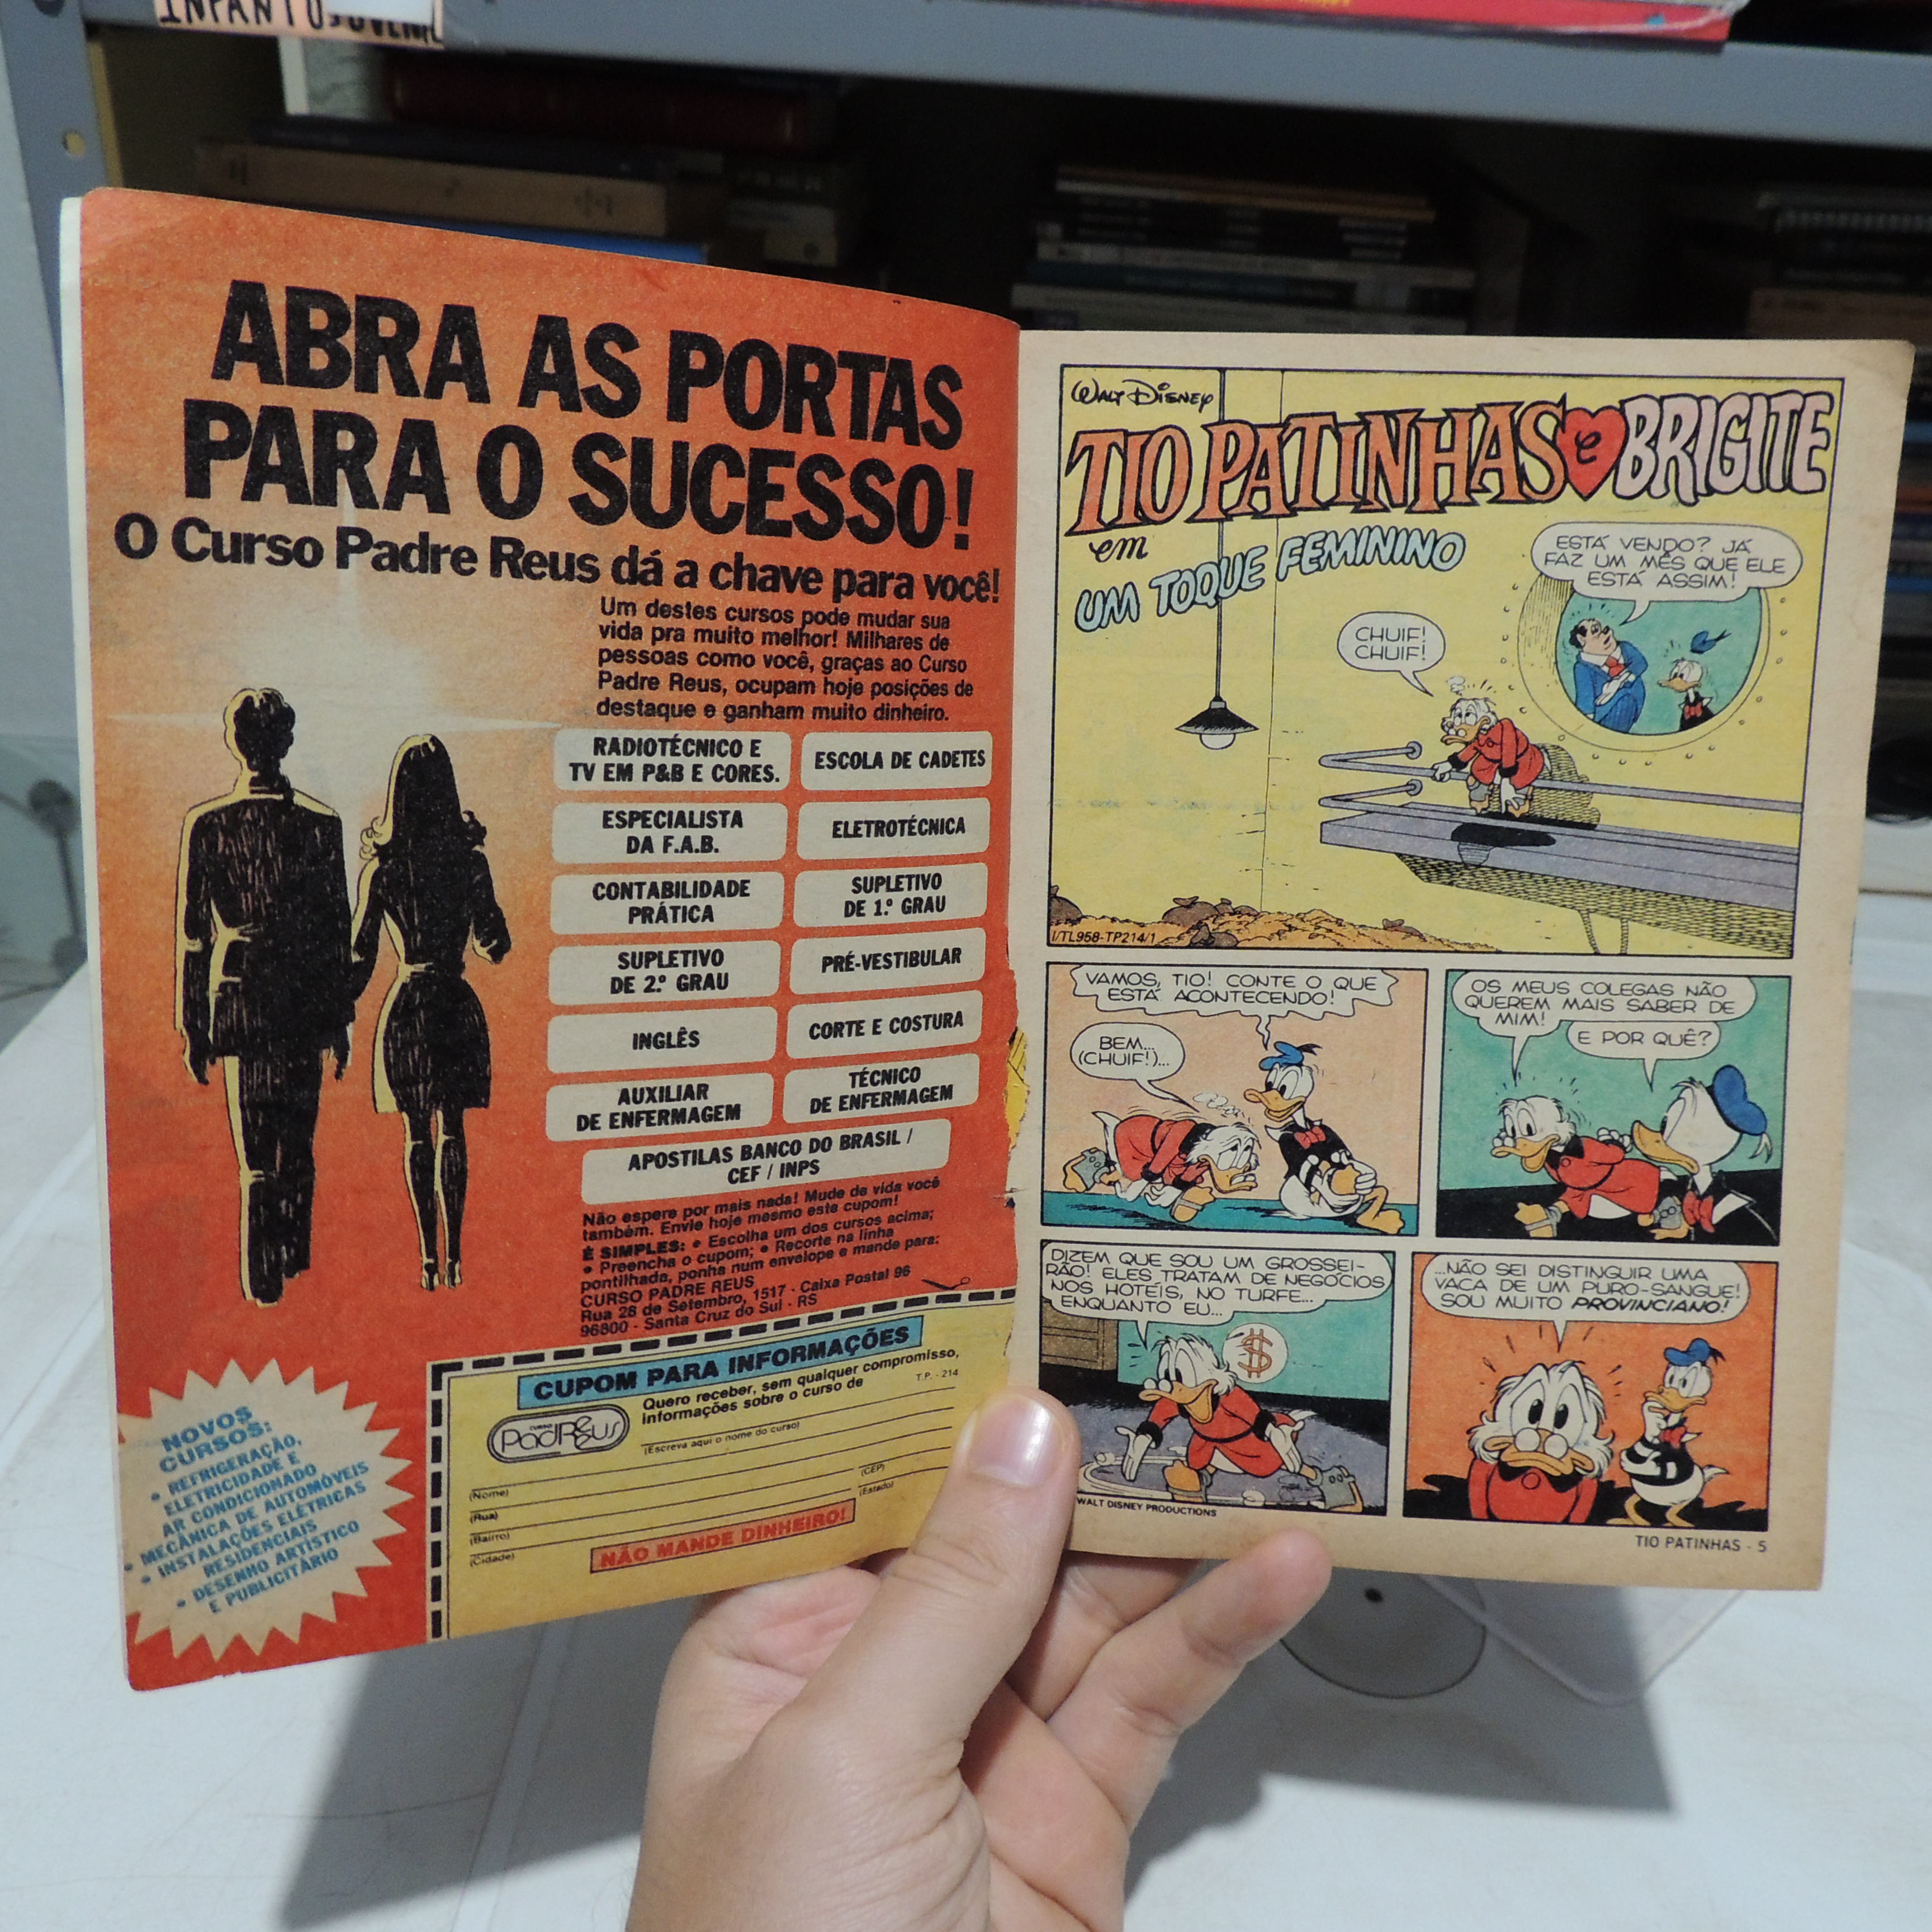 INFANTO JUVENIL
ABRA AS PORTAS
PARA O SUCESSO!
O Curso Padre Reus dá a chave para você!
Um destes cursos pode mudar sua
vida pra muito melhor! Milhares de
pessoas como você, graças ao Curso
Padre Reus, ocupam hoje posições de
destaque e ganham muito dinheiro.
RADIOTÉCNICO E
TV EM P&B E CORES.
ESCOLA DE CADETES
ESPECIALISTA
DA F.A.B.
ELETROTÉCNICA
CONTABILIDADE
PRÁTICA
SUPLETIVO
DE 1.º GRAU
SUPLETIVO
DE 2.º GRAU
PRÉ-VESTIBULAR
INGLÊS
CORTE E COSTURA
AUXILIAR
DE ENFERMAGEM
TÉCNICO
DE ENFERMAGEM
APOSTILAS BANCO DO BRASIL /
CEF / INPS
Não espere por mais nada! Mude de vida você
também. Envie hoje mesmo este cupom!
É SIMPLES: • Escolha um dos cursos acima;
• Preencha o cupom; • Recorte na linha
pontilhada, ponha num envelope e mande para:
CURSO PADRE REUS
Rua 28 de Setembro, 1517 - Caixa Postal 96
96800 - Santa Cruz do Sul - RS
NOVOS
CURSOS:
• REFRIGERAÇÃO,
ELETRICIDADE E
AR CONDICIONADO
• MECÂNICA DE AUTOMÓVEIS
• INSTALAÇÕES ELÉTRICAS
RESIDENCIAIS
• DESENHO ARTÍSTICO
E PUBLICITÁRIO
CUPOM PARA INFORMAÇÕES
CURSO
PADRE REUS
Quero receber, sem qualquer compromisso,
informações sobre o curso de
T.P. - 214
(Escreva aqui o nome do curso)
(Nome)
(Rua)
(CEP)
(Bairro)
(Estado)
(Cidade)
NÃO MANDE DINHEIRO!
WALT DISNEY
TIO PATINHAS e BRIGITE
em
UM TOQUE FEMININO
ESTÁ VENDO? JÁ
FAZ UM MÊS QUE ELE
ESTÁ ASSIM!
CHUIF!
CHUIF!
I/TL958-TP214/1
VAMOS, TIO! CONTE O QUE
ESTÁ ACONTECENDO!
BEM...
(CHUIF!)...
OS MEUS COLEGAS NÃO
QUEREM MAIS SABER DE
MIM!
E POR QUÊ?
DIZEM QUE SOU UM GROSSEI-
RÃO! ELES TRATAM DE NEGÓCIOS
NOS HOTÉIS, NO TURFE...
ENQUANTO EU...
$
...NÃO SEI DISTINGUIR UMA
VACA DE UM PURO-SANGUE!
SOU MUITO PROVINCIANO!
WALT DISNEY PRODUCTIONS
TIO PATINHAS - 5